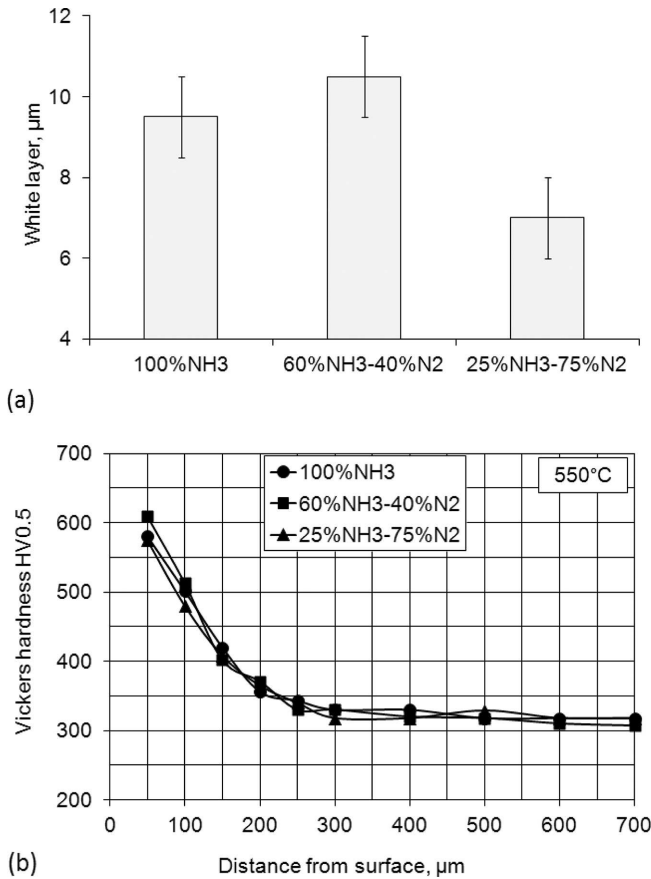 12
10
8
6
4
White layer, µm
100%NH3 60%NH3-40%N2 25%NH3-75%N2
(a)
700
600
500
400
300
200
Vickers hardness HV0.5
100%NH3
60%NH3-40%N2
25%NH3-75%N2
550°C
0 100 200 300 400 500 600 700
Distance from surface, µm
(b)